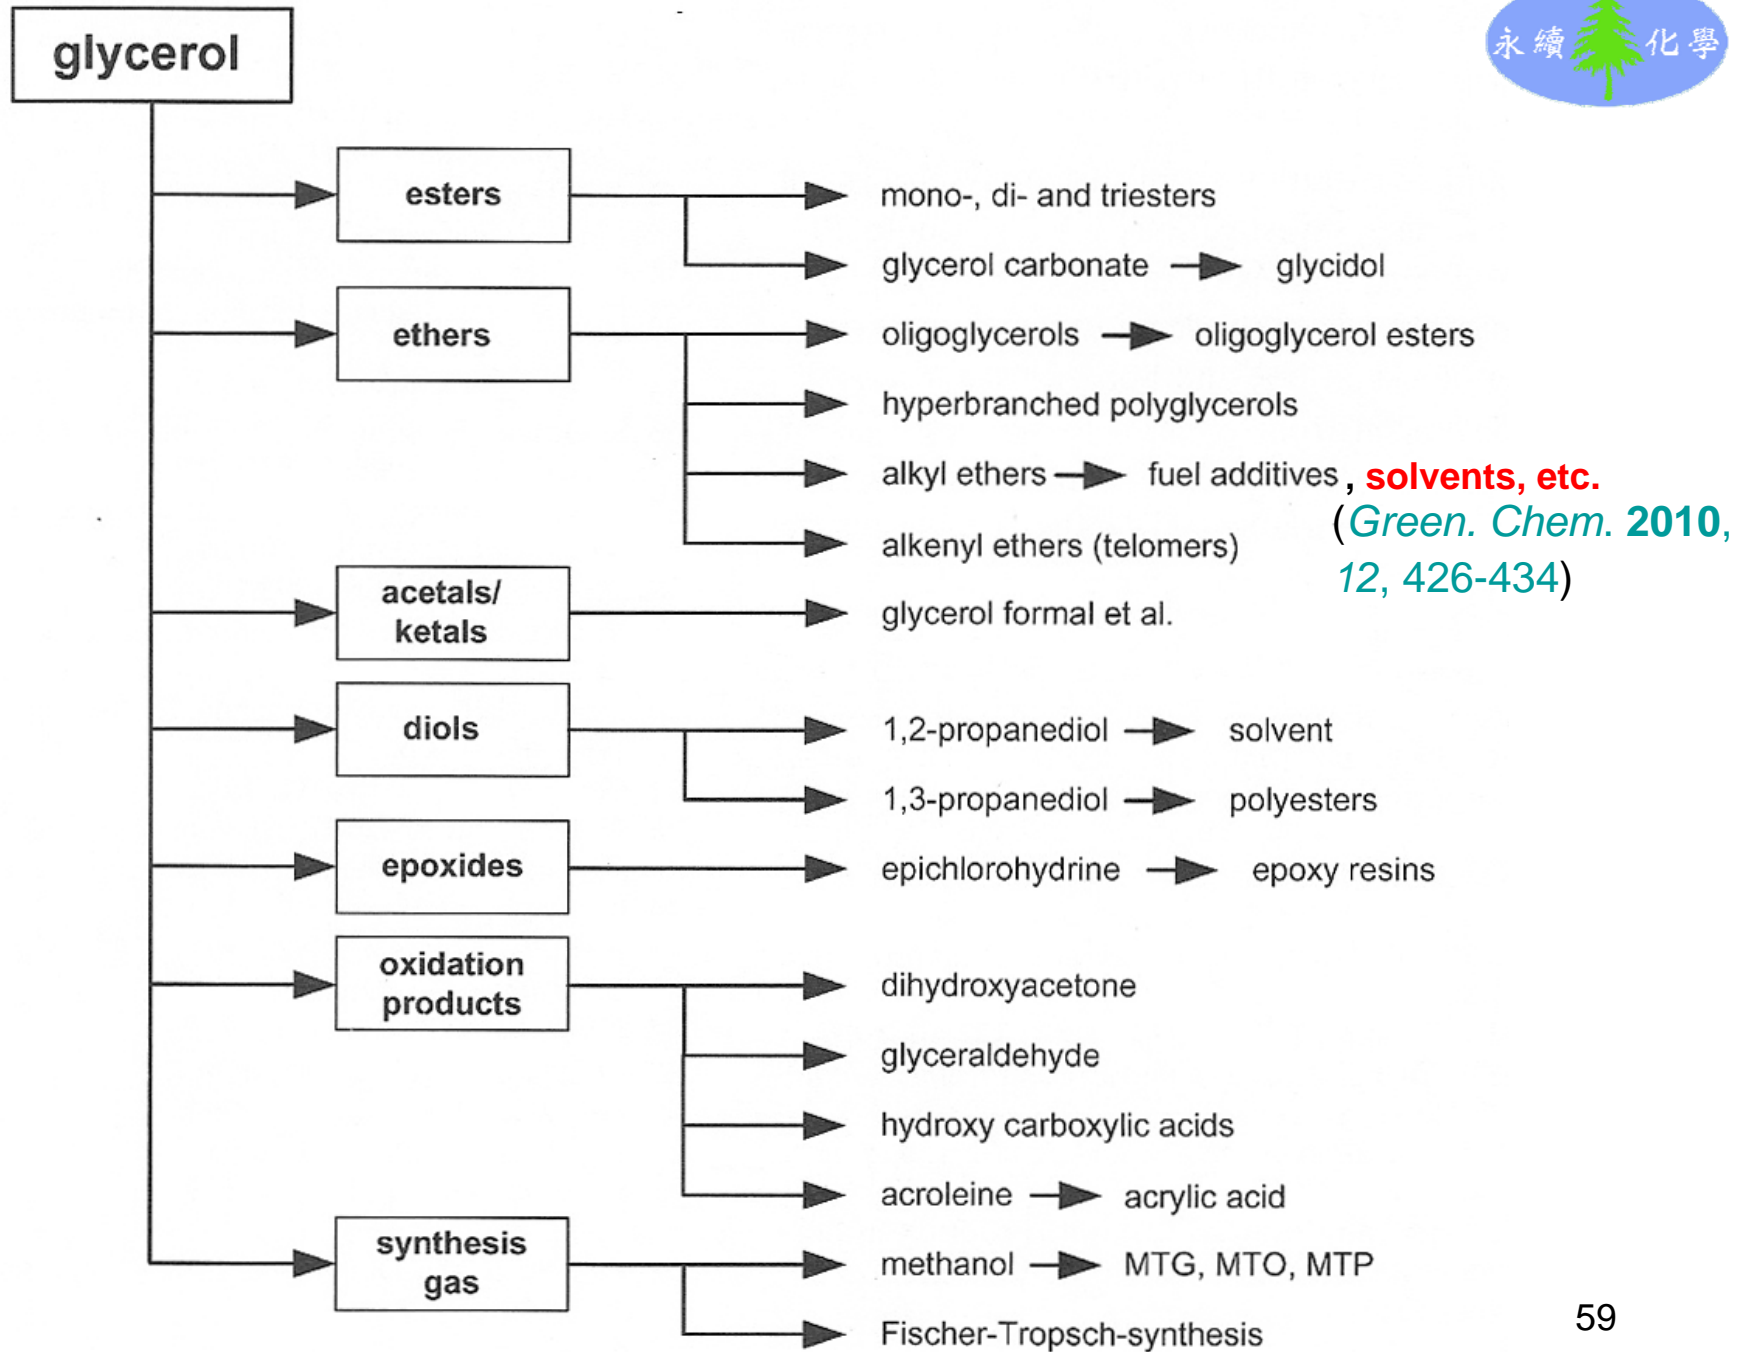 glycerol
永續 化學
esters
mono-, di- and triesters
glycerol carbonate
glycidol
ethers
oligoglycerols
oligoglycerol esters
hyperbranched polyglycerols
alkyl ethers
fuel additives, solvents, etc.
(Green. Chem. 2010,
12, 426-434)
alkenyl ethers (telomers)
acetals/
ketals
glycerol formal et al.
diols
1,2-propanediol
solvent
1,3-propanediol
polyesters
epoxides
epichlorohydrine
epoxy resins
oxidation
products
dihydroxyacetone
glyceraldehyde
hydroxy carboxylic acids
acroleine
acrylic acid
synthesis
gas
methanol
MTG, MTO, MTP
Fischer-Tropsch-synthesis
59